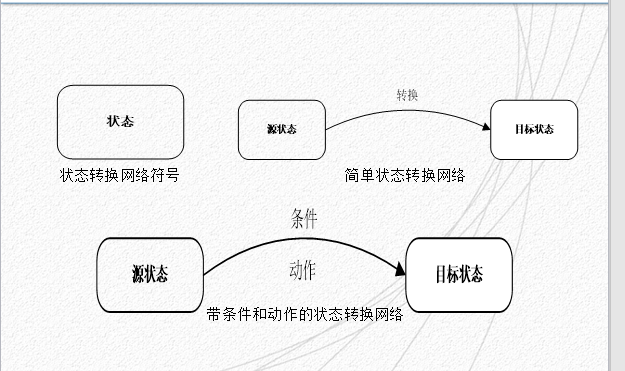 状态
状态转换网络符号
转换
源状态
目标状态
简单状态转换网络
条件
动作
源状态
目标状态
带条件和动作的状态转换网络